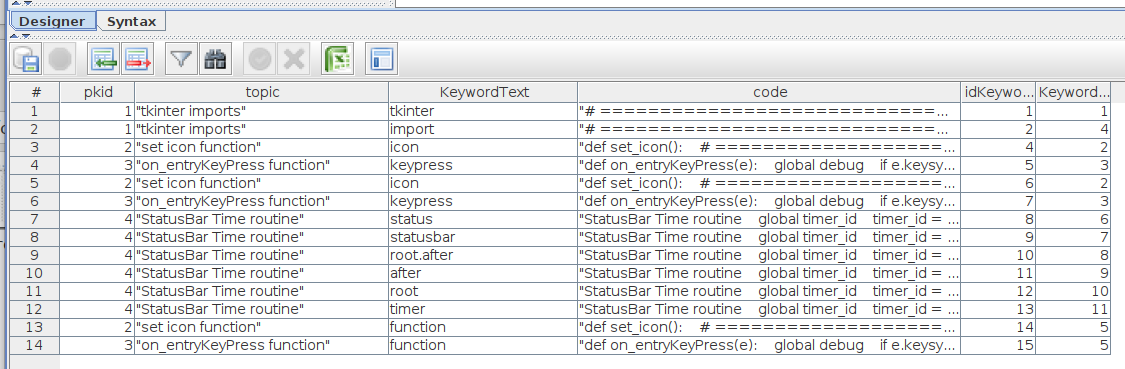 Designer Syntax
# pkid topic KeywordText code idKeywo... Keyword...
1 1 "tkinter imports" tkinter "# ============================... 1 1
2 1 "tkinter imports" import "# ============================... 2 4
3 2 "set icon function" icon "def set_icon(): # ===================... 4 2
4 3 "on_entryKeyPress function" keypress "def on_entryKeyPress(e): global debug if e.keysy... 5 3
5 2 "set icon function" icon "def set_icon(): # ===================... 6 2
6 3 "on_entryKeyPress function" keypress "def on_entryKeyPress(e): global debug if e.keysy... 7 3
7 4 "StatusBar Time routine" status "StatusBar Time routine global timer_id timer_id = ... 8 6
8 4 "StatusBar Time routine" statusbar "StatusBar Time routine global timer_id timer_id = ... 9 7
9 4 "StatusBar Time routine" root.after "StatusBar Time routine global timer_id timer_id = ... 10 8
10 4 "StatusBar Time routine" after "StatusBar Time routine global timer_id timer_id = ... 11 9
11 4 "StatusBar Time routine" root "StatusBar Time routine global timer_id timer_id = ... 12 10
12 4 "StatusBar Time routine" timer "StatusBar Time routine global timer_id timer_id = ... 13 11
13 2 "set icon function" function "def set_icon(): # ===================... 14 5
14 3 "on_entryKeyPress function" function "def on_entryKeyPress(e): global debug if e.keysy... 15 5